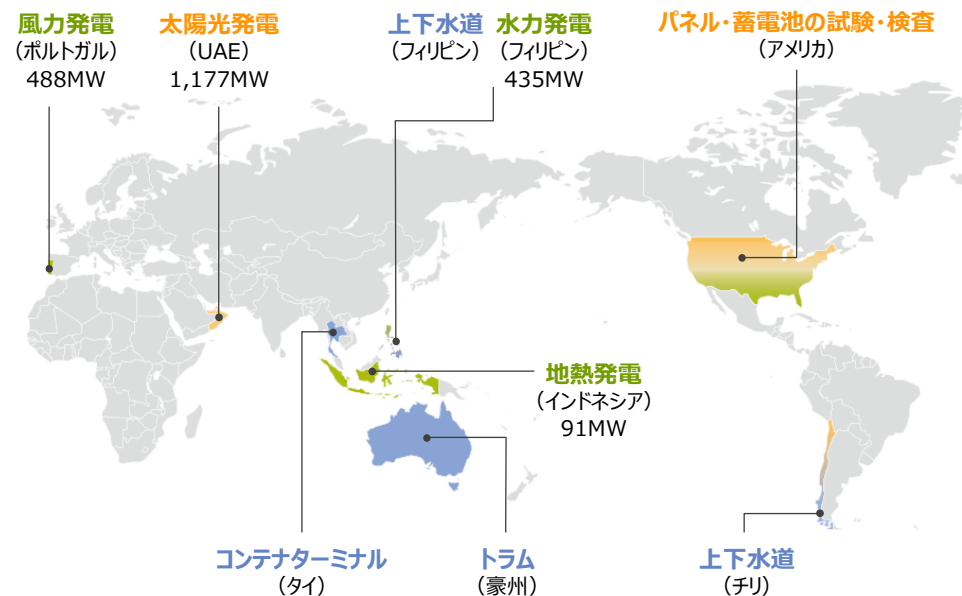 風力発電
（ポルトガル）
488MW
太陽光発電
（UAE）
1,177MW
上下水道
（フィリピン）
水力発電
（フィリピン）
435MW
パネル・蓄電池の試験・検査
（アメリカ）
地熱発電
（インドネシア）
91MW
コンテナターミナル
（タイ）
トラム
（豪州）
上下水道
（チリ）